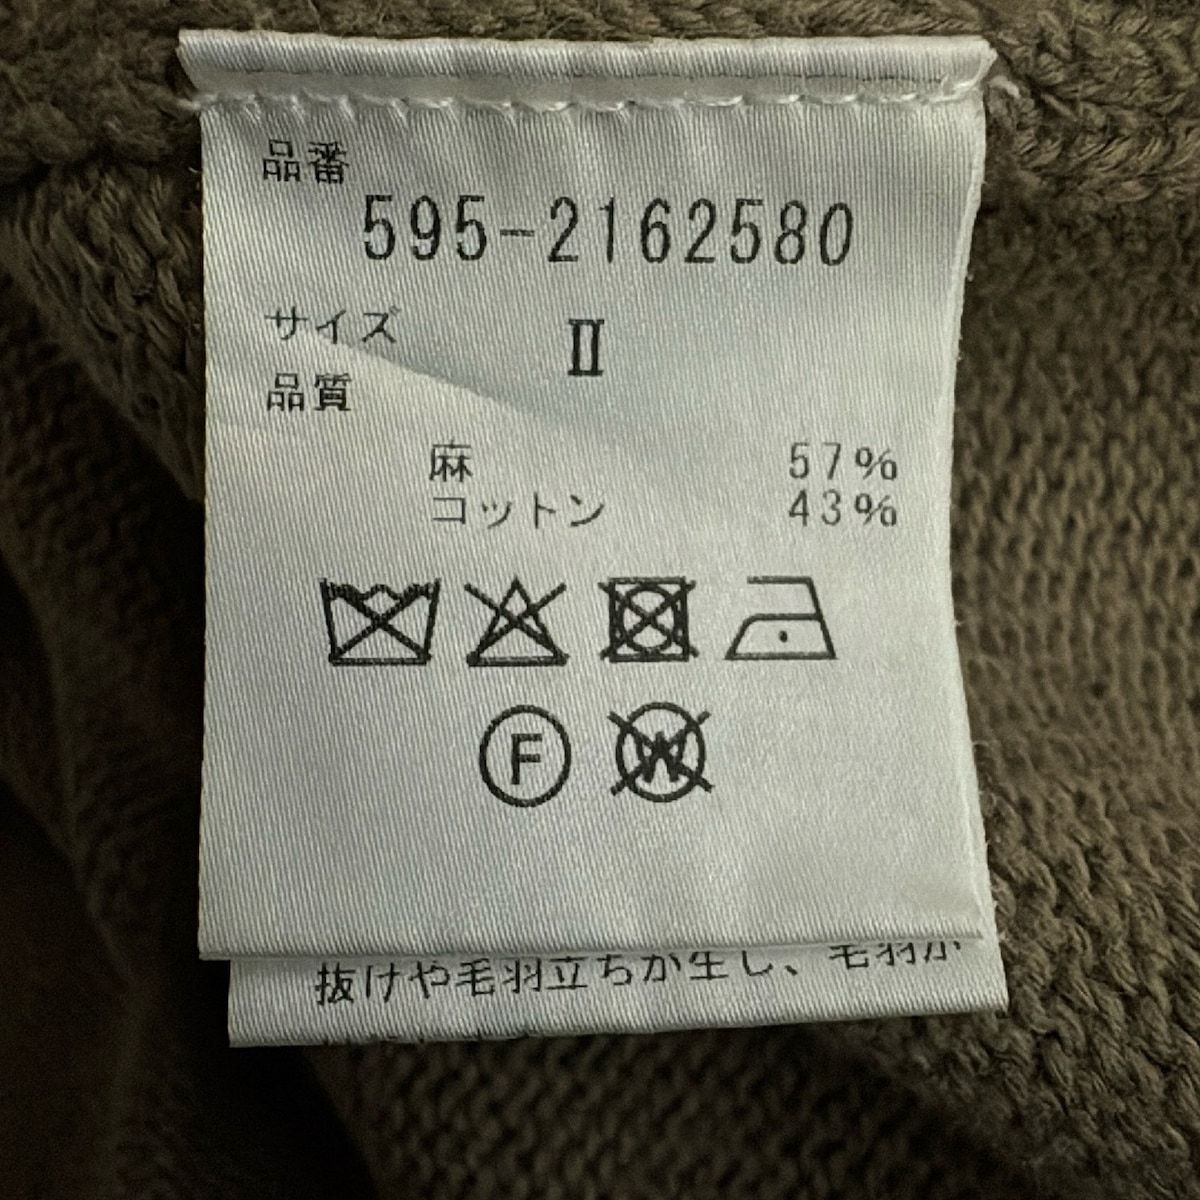 品番
595-2162580
サイズ Ⅱ
品質
麻 57%
コットン 43%
F
W
抜けや毛羽立ちが生じ、毛羽が